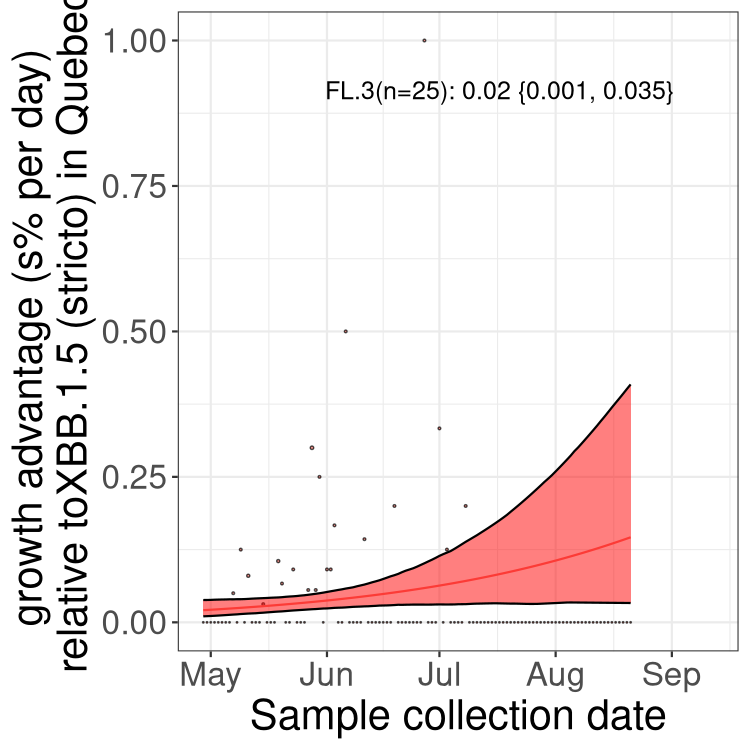 growth advantage (s% per day)
relative toXBB.1.5 (stricto) in Quebec
1.00
0.75
0.50
0.25
0.00
FL.3(n=25): 0.02 {0.001, 0.035}
May Jun Jul Aug Sep
Sample collection date